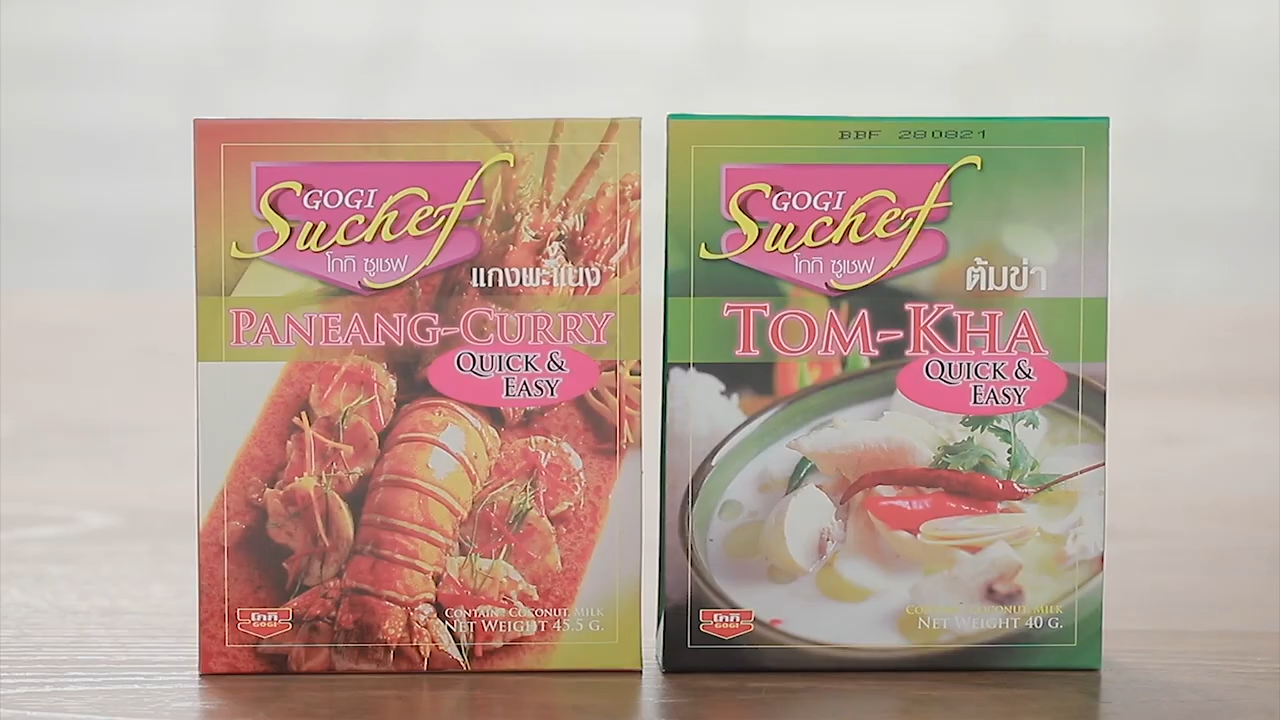 GOGI
Suchef
โกกิ ซูเชฟ
แกงพะแนง
PANEANG-CURRY
QUICK &
EASY
โกกิ
GOGI
CONTAIN: COCONUT, MILK
NET WEIGHT 45.5 G.
BBF 280821
GOGI
Suchef
โกกิ ซูเชฟ
ต้มข่า
TOM-KHA
QUICK &
EASY
โกกิ
GOGI
CONTAIN: COCONUT, MILK
NET WEIGHT 40 G.